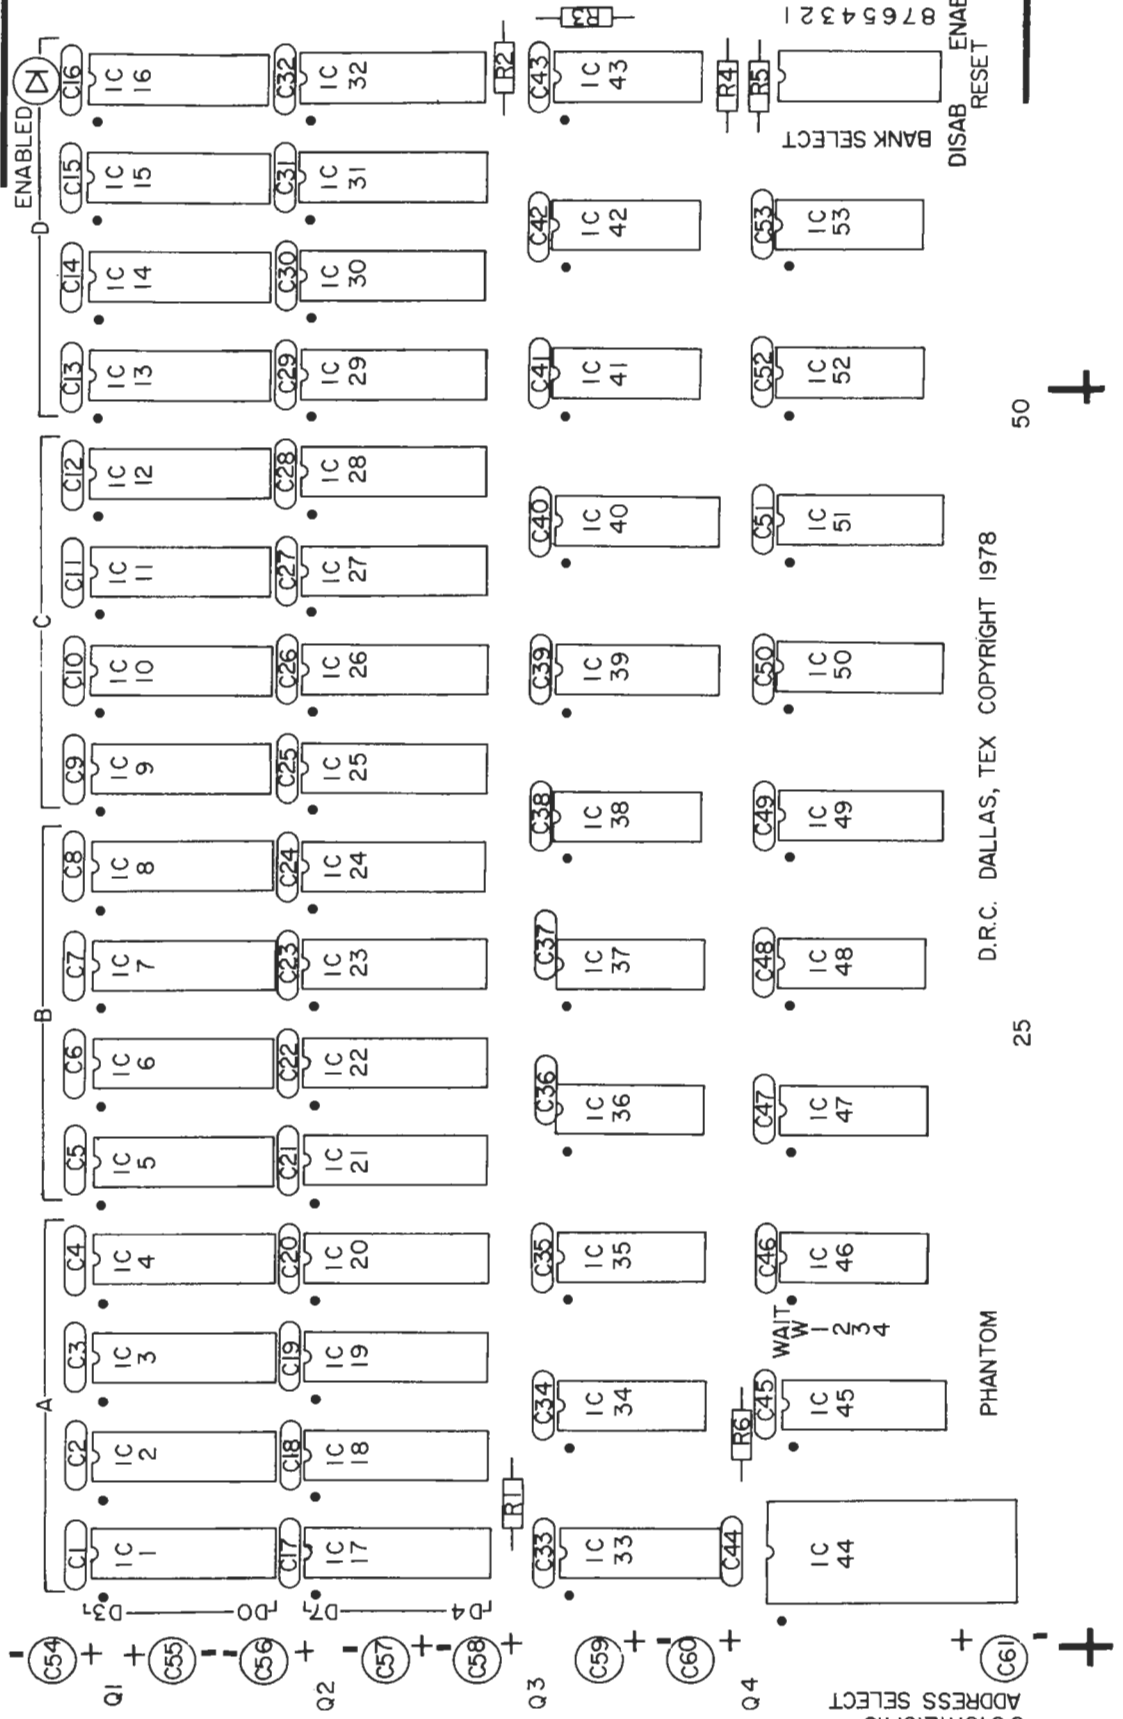 R3
87654321
ENABLED
C16
IC 16
C32
IC 32
R2
C43
IC 43
R4
R5
BANK SELECT
DISAB
RESET
C15
IC 15
C31
IC 31
D
C42
IC 42
C53
IC 53
C14
IC 14
C30
IC 30
C13
IC 13
C29
IC 29
C41
IC 41
C52
IC 52
50
C12
IC 12
C28
IC 28
C40
IC 40
C51
IC 51
C11
IC 11
C27
IC 27
C
C10
IC 10
C26
IC 26
C39
IC 39
C50
IC 50
C9
IC 9
C25
IC 25
C38
IC 38
C49
IC 49
D.R.C. DALLAS, TEX COPYRIGHT 1978
C8
IC 8
C24
IC 24
C7
IC 7
C23
IC 23
C37
IC 37
C48
IC 48
B
25
C6
IC 6
C22
IC 22
C36
IC 36
C47
IC 47
C5
IC 5
C21
IC 21
C4
IC 4
C20
IC 20
C35
IC 35
C46
IC 46
WAIT
W 1 2 3 4
PHANTOM
C3
IC 3
C19
IC 19
A
C34
IC 34
R6
C45
IC 45
C2
IC 2
C18
IC 18
R1
C1
IC 1
C17
IC 17
C33
IC 33
C44
IC 44
D3
D0
D7
D4
- C54 +
+ C55 -
- C56 +
- C57 +
- C58 +
C59 +
- C60 +
+ C61 -
Q1
Q2
Q3
Q4
ADDRESS SELECT